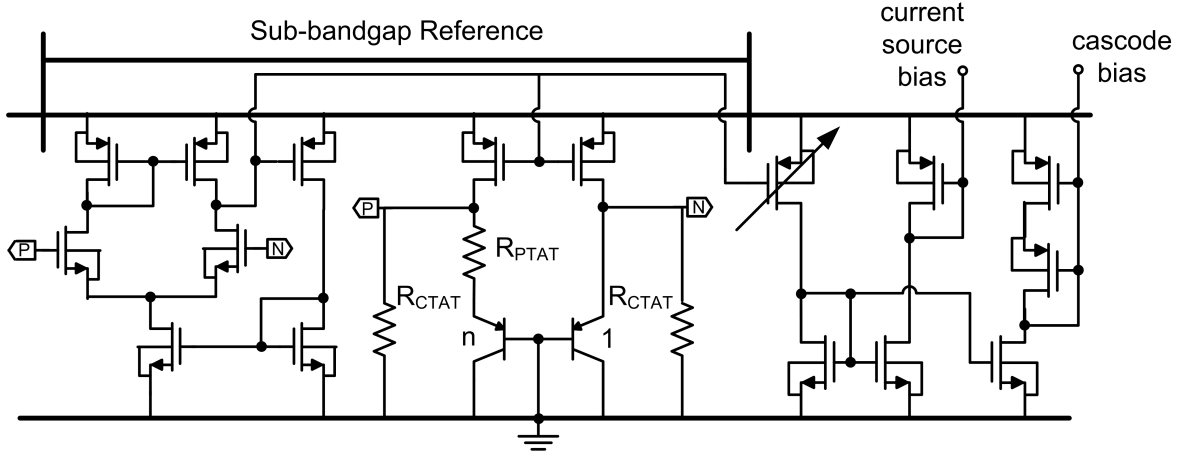 Sub-bandgap Reference
current
source
bias
cascode
bias
P
N
P
N
R_PTAT
R_CTAT
R_CTAT
n
1